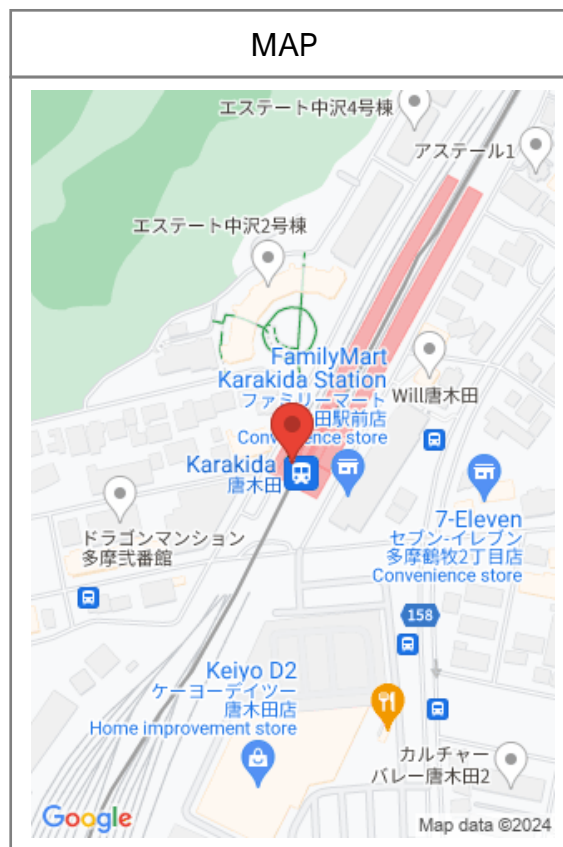 MAP
エステート中沢4号棟
アステール1
エステート中沢2号棟
FamilyMart
Karakida Station
ファミリーマート
田駅前店
Convenience store
Will唐木田
Karakida
唐木田
7-Eleven
セブン-イレブン
多摩鶴牧2丁目店
Convenience store
ドラゴンマンション
多摩弐番館
158
Keiyo D2
ケーヨーデイツー
唐木田店
Home improvement store
カルチャー
バレー唐木田2
Google
Map data ©2024